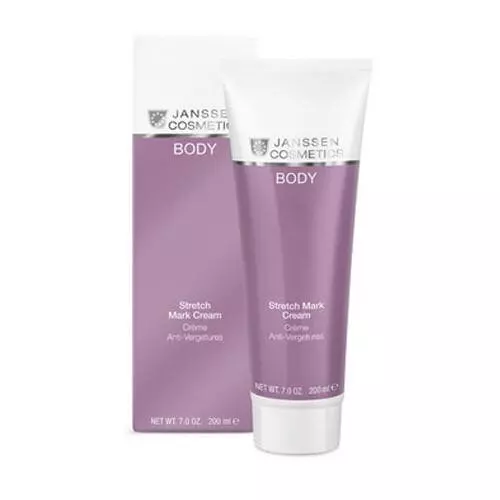 JANSSEN
COSMETICS
BODY
Stretch
Mark Cream
Crème
Anti-Vergetures
NET WT. 7.0 OZ. 200 ml e
JANSSEN
COSMETICS
BODY
Stretch Mark
Cream
Crème
Anti-Vergetures
NET WT. 7.0 OZ. 200 ml e